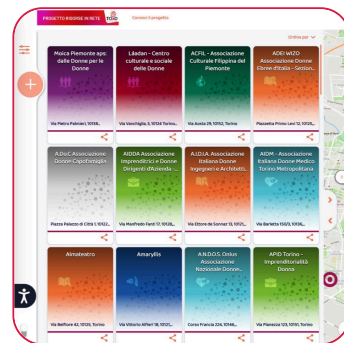 PROGETTO RISORSE IN RETE
Conosci il progetto
Ordina per
Moica Piemonte aps:
dalle Donne per le
Donne
Via Pietro Palmieri, 10138...
Lilodan - Centro
culturale e sociale
delle Donne
Via Vanchiglia, 3, 10124 Torino...
ACFIL - Associazione
Culturale Filippina del
Piemonte
Via Aosta 29, 10152, Torino
ADEI WIZO
Associazione Donne
Ebree d'Italia - Sezion...
Piazzetta Primo Levi 12, 10125...
A.Do.C. Associazione
Donne Capofamiglia
Piazza Palazzo di Città 1, 10122...
AIDDA Associazione
Imprenditrici e Donne
Dirigenti d'Azienda -...
Via Manfredo Fanti 17, 10128...
A.I.D.I.A. Associazione
Italiana Donne
Ingegneri e Architetti...
Via Ettore de Sonnaz 13, 10121...
AIDM - Associazione
Italiana Donne Medico
Torino Metropolitana
Via Barletta 150/3, 10136...
Almateatro
Via Belfiore 42, 10125, Torino
Amaryllis
Via Vittorio Alfieri 19, 10121...
A.N.D.O.S. Onlus
Associazione
Nazionale Donne...
Corso Francia 224, 10146...
APID Torino -
Imprenditorialità
Donna
Via Pianezza 123, 10151, Torino